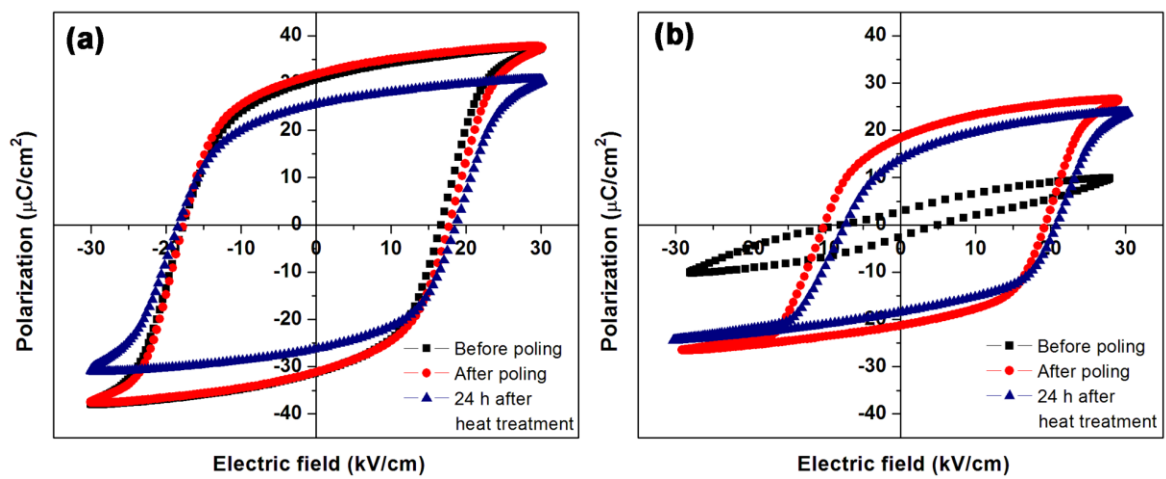 (a)
Polarization (µC/cm²)
40
30
20
10
0
-10
-20
-30
-40
-30 -20 -10 0 10 20 30
Before poling
After poling
24 h after
heat treatment
Electric field (kV/cm)
(b)
Polarization (µC/cm²)
40
30
20
10
0
-10
-20
-30
-40
-30 -20 -10 0 10 20 30
Before poling
After poling
24 h after
heat treatment
Electric field (kV/cm)